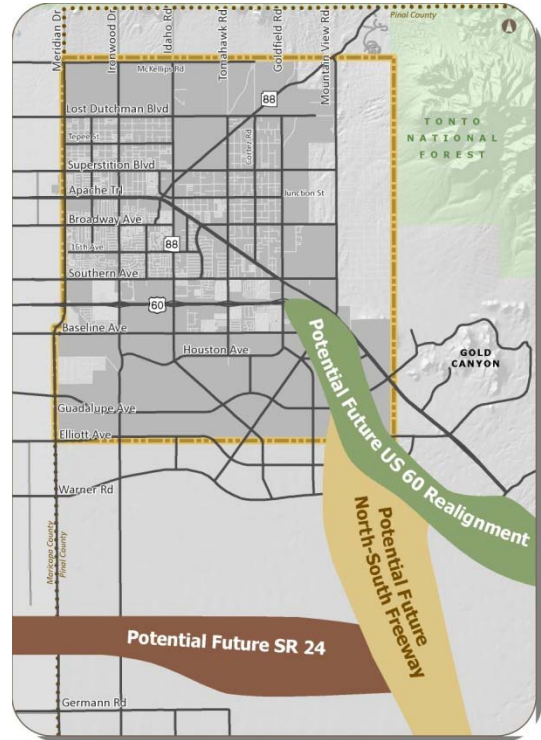 Pinal County
Meridian Dr
Ironwood Dr
Idaho Rd
Tomahawk Rd
Goldfield Rd
Mountain View Rd
McKellips Rd
88
Lost Dutchman Blvd
TONTO
NATIONAL
FOREST
Tepee St
Cortez Rd
Superstition Blvd
Apache Trl
Junction St
Broadway Ave
16th Ave
88
Southern Ave
60
Baseline Ave
Houston Ave
GOLD
CANYON
Potential Future US 60 Realignment
Guadalupe Ave
Elliott Ave
Warner Rd
Potential Future
North-South Freeway
Maricopa County
Pinal County
Potential Future SR 24
Germann Rd